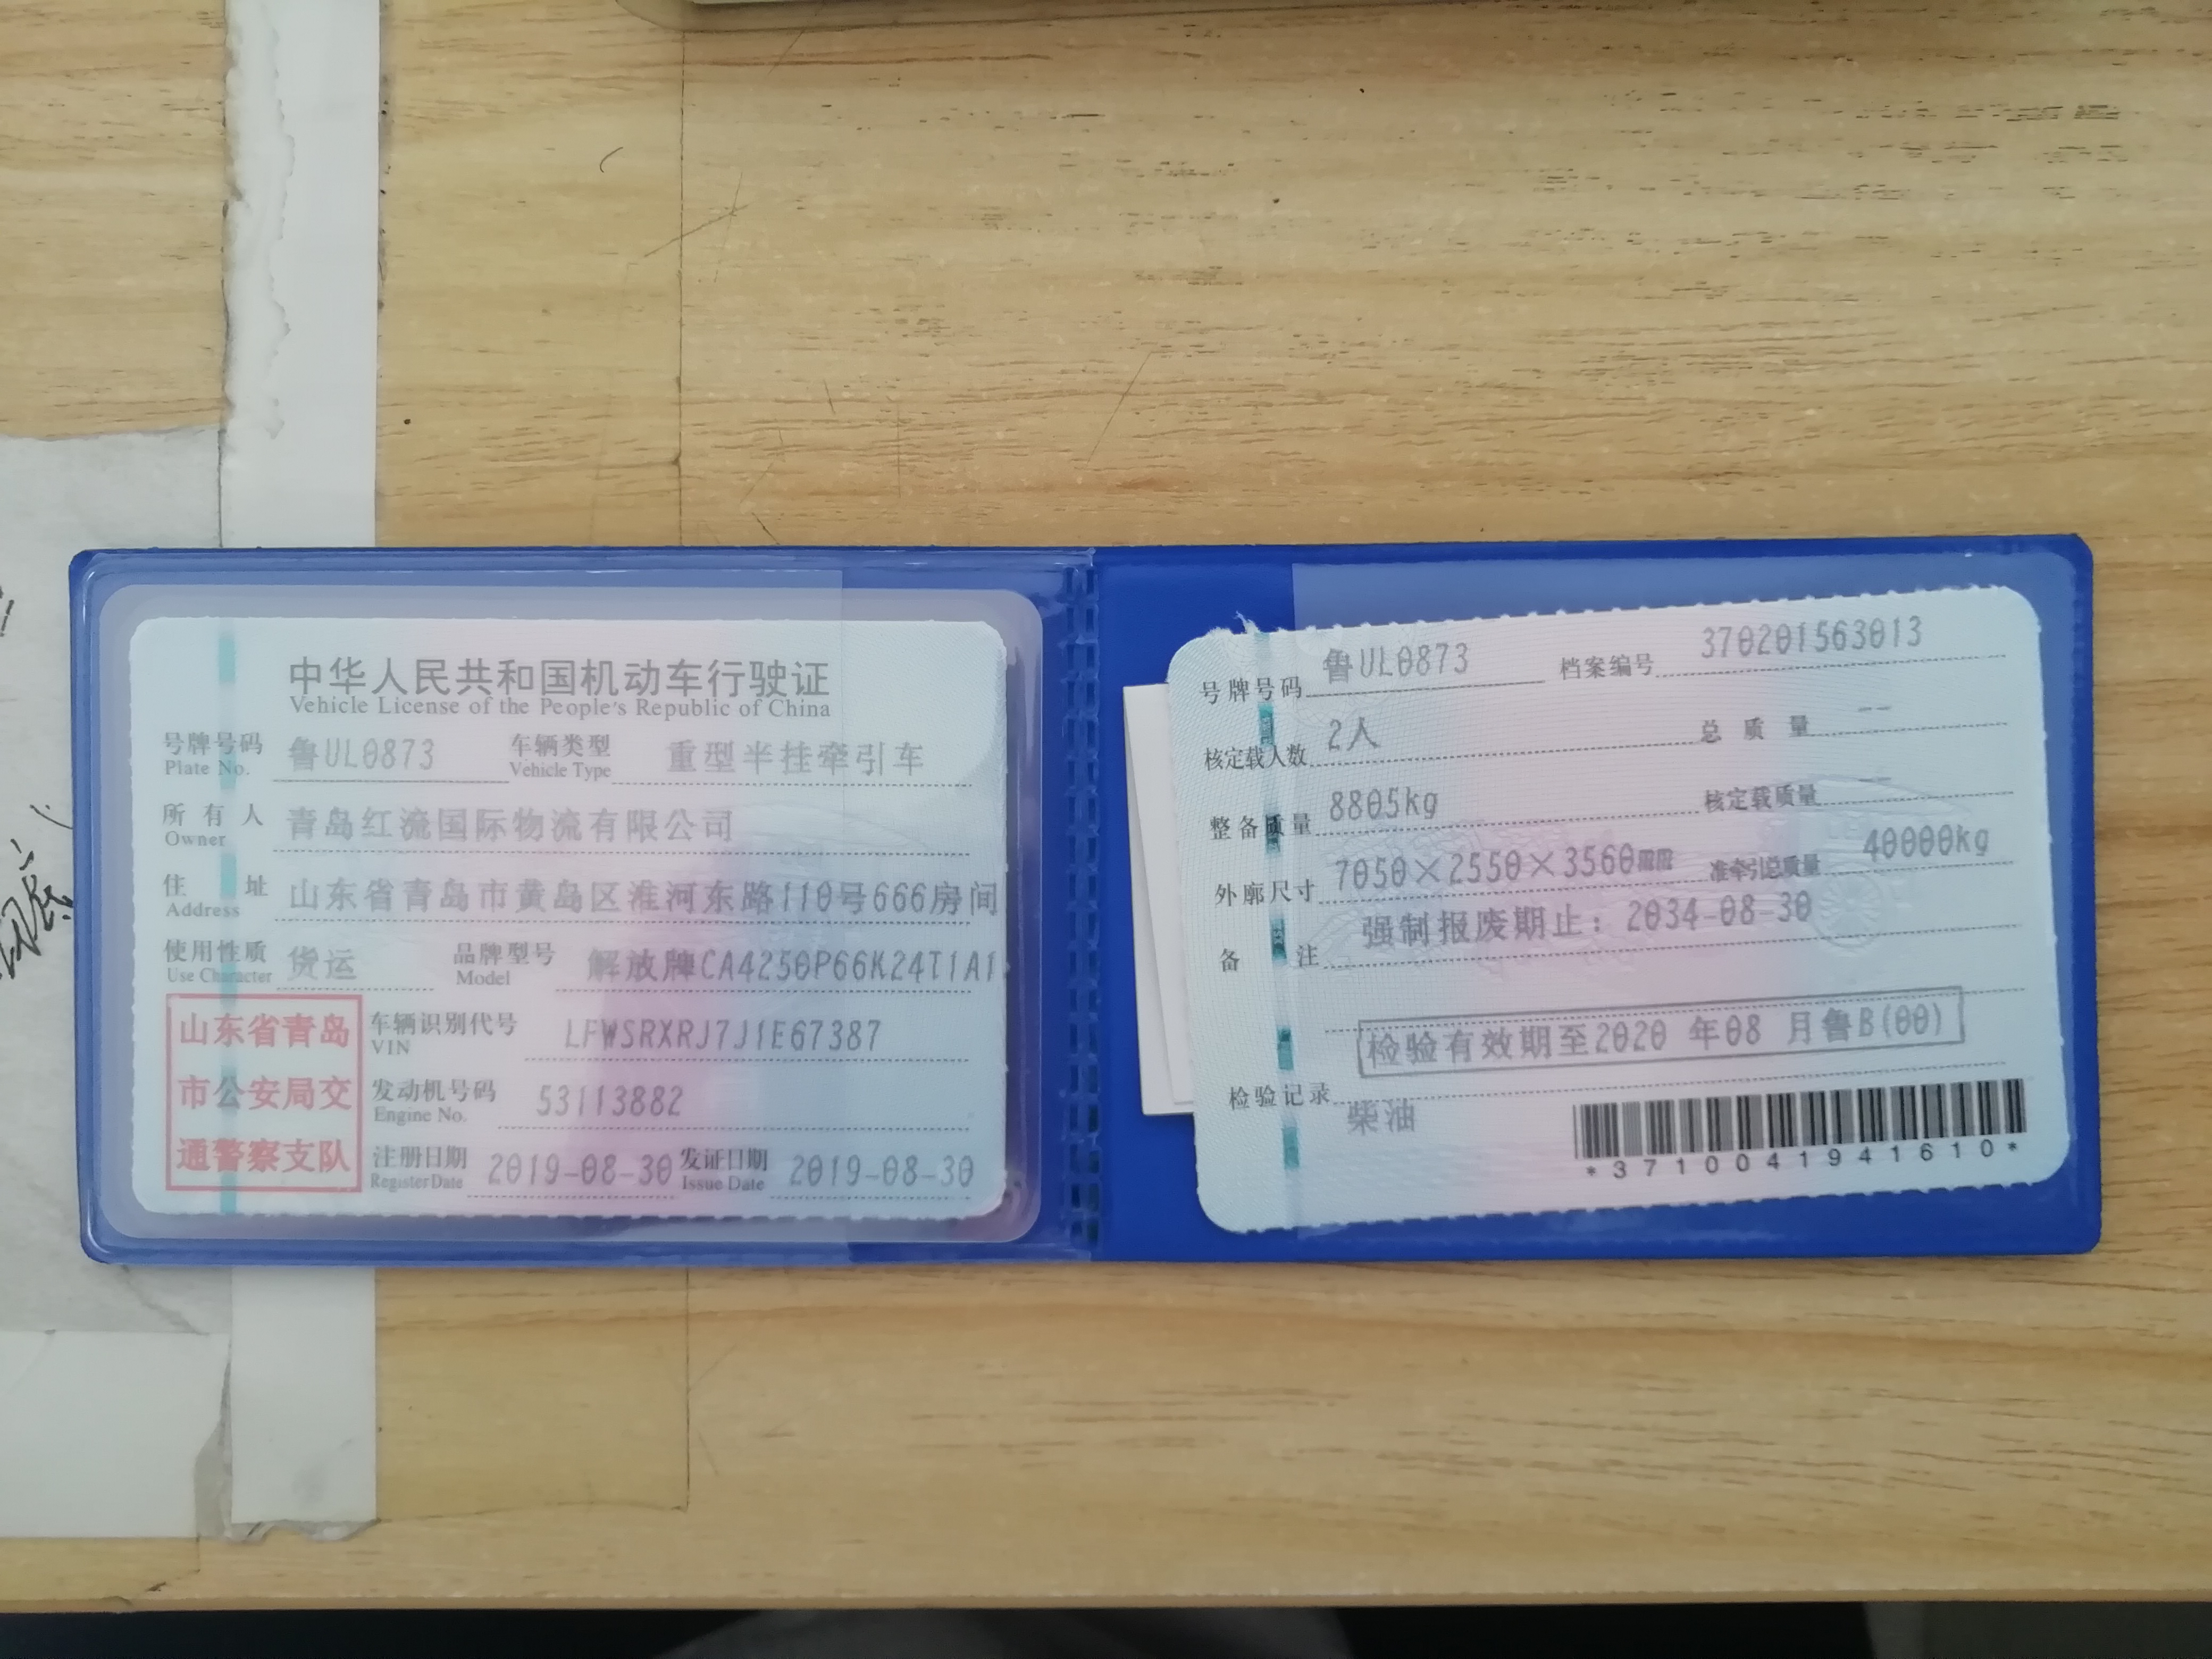 中华人民共和国机动车行驶证
Vehicle License of the People's Republic of China
号牌号码 鲁UL0873 车辆类型 重型半挂牵引车
Plate No. Vehicle Type
所有人 青岛红流国际物流有限公司
Owner
住址 山东省青岛市黄岛区淮河东路110号666房间
Address
使用性质 货运 品牌型号 解放牌CA4250P66K24T1A1
Use Character Model
山东省青岛
市公安局交
通警察支队
车辆识别代号 LFWSRXRJ7J1E67387
VIN
发动机号码 53113882
Engine No.
注册日期 2019-08-30 发证日期 2019-08-30
Register Date Issue Date
号牌号码 鲁UL0873 档案编号 370201563013
核定载人数 2人 总质量 --
整备质量 8805kg 核定载质量 --
外廓尺寸 7050×2550×3560mm 准牵引总质量 40000kg
备注 强制报废期止：2034-08-30
检验有效期至2020 年08 月鲁B(00)
检验记录
柴油
*3710041941610*